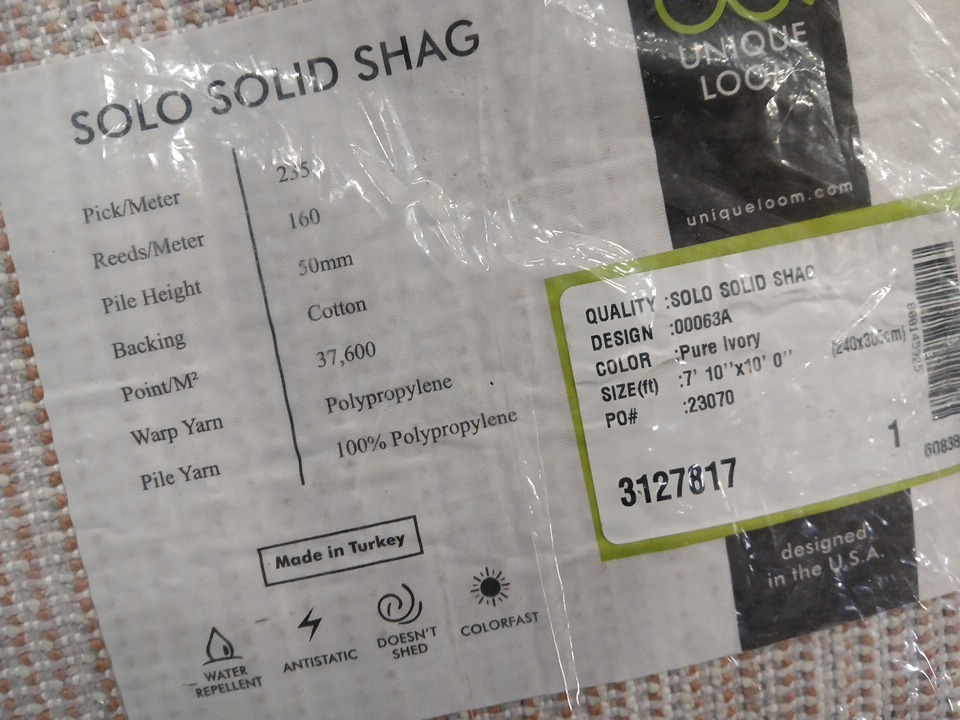 SOLO SOLID SHAG
Pick/Meter 235
Reeds/Meter 160
Pile Height 50mm
Backing Cotton
Point/M² 37,600
Warp Yarn Polypropylene
Pile Yarn 100% Polypropylene
Made in Turkey
WATER
REPELLENT
ANTISTATIC
DOESN'T
SHED
COLORFAST
UNIQUE
LOOM
uniqueloom.com
QUALITY :SOLO SOLID SHAG
DESIGN :00063A
COLOR :Pure Ivory
SIZE(ft) :7' 10''x10' 0''
PO# :23070
1
3127817
designed
in the U.S.A.